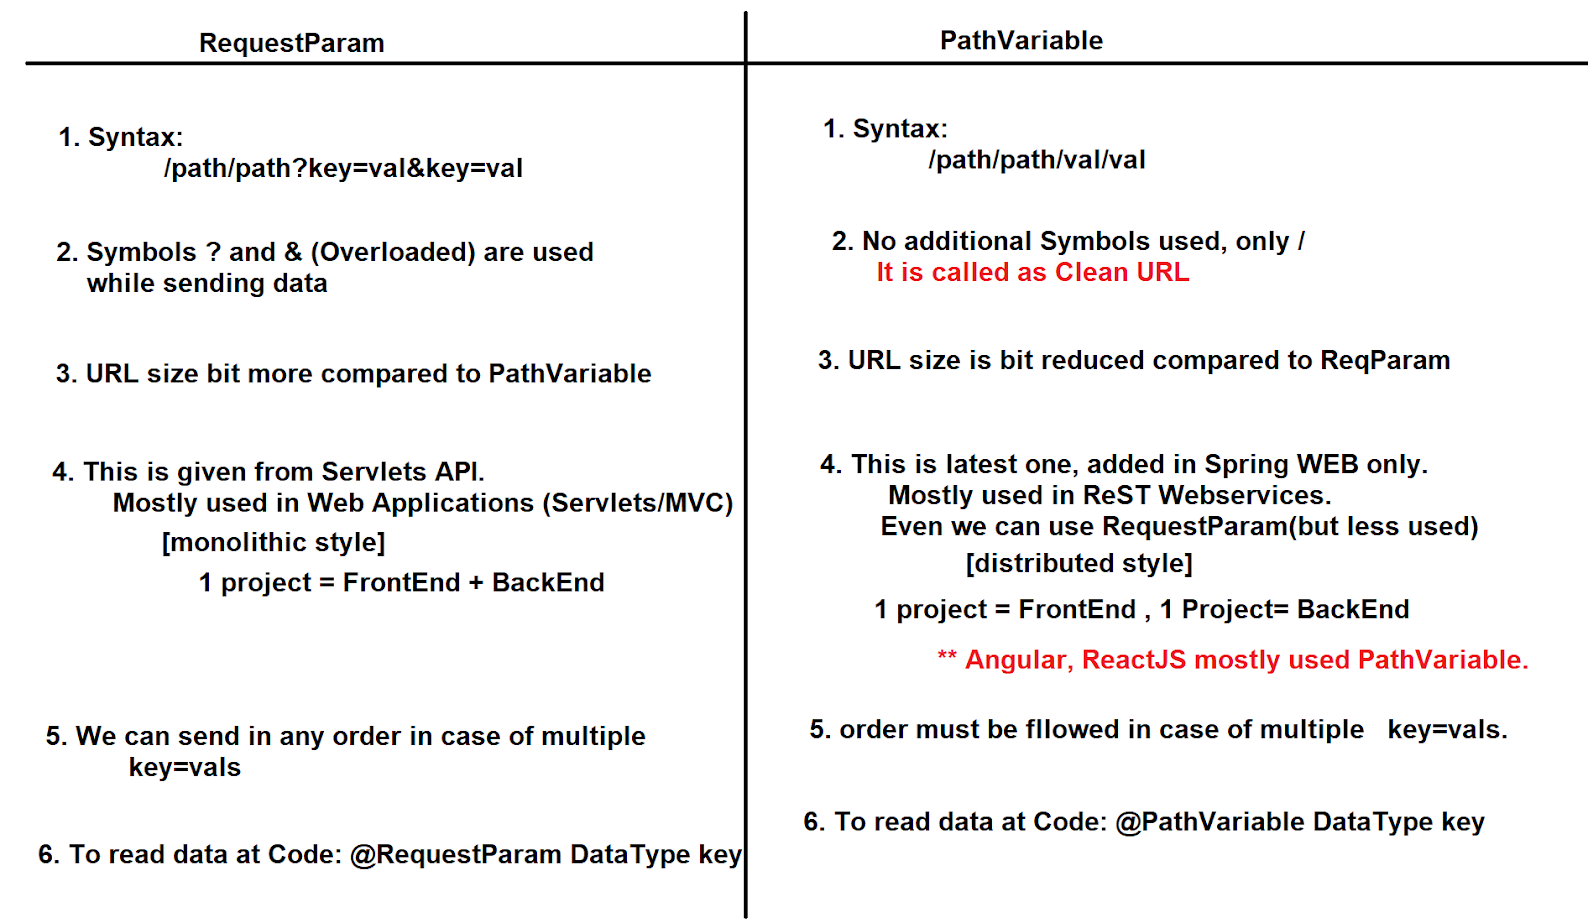 RequestParam
1. Syntax:
/path/path?key=val&key=val
2. Symbols ? and & (Overloaded) are used
while sending data
3. URL size bit more compared to PathVariable
4. This is given from Servlets API.
Mostly used in Web Applications (Servlets/MVC)
[monolithic style]
1 project = FrontEnd + BackEnd
5. We can send in any order in case of multiple
key=vals
6. To read data at Code: @RequestParam DataType key
PathVariable
1. Syntax:
/path/path/val/val
2. No additional Symbols used, only /
It is called as Clean URL
3. URL size is bit reduced compared to ReqParam
4. This is latest one, added in Spring WEB only.
Mostly used in ReST Webservices.
Even we can use RequestParam(but less used)
[distributed style]
1 project = FrontEnd , 1 Project= BackEnd
** Angular, ReactJS mostly used PathVariable.
5. order must be fllowed in case of multiple key=vals.
6. To read data at Code: @PathVariable DataType key